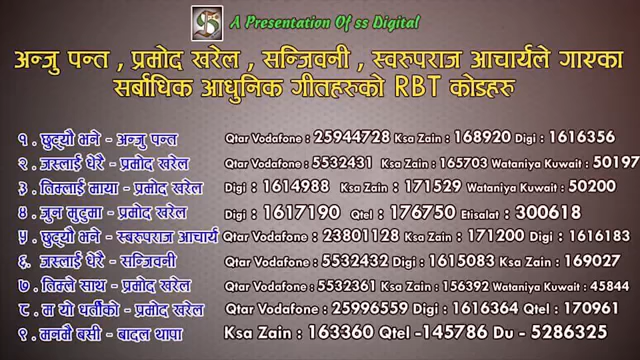 A Presentation Of ss Digital
अन्जु पन्त , प्रमोद खरेल , सन्जिवनी , स्वरुपराज आचार्यले गाएका
सर्बाधिक आधुनिक गीतहरुको RBT कोडहरु
१ . छुट्यौ भने - अन्जु पन्त Qtar Vodafone : 25944728 Ksa Zain : 168920 Digi : 1616356
२ . जस्लाई धेरै - प्रमोद खरेल Qtar Vodafone : 5532431 Ksa Zain : 165703 Wataniya Kuwait : 50197
३ . तिम्लाई माया - प्रमोद खरेल Digi : 1614988 Ksa Zain : 171529 Wataniya Kuwait : 50200
४ . जुन मुटुमा - प्रमोद खरेल Digi : 1617190 Qtel : 176750 Etisalat : 300618
५ . छुट्यौ भने - स्बरुपराज आचार्य Qtar Vodafone : 23801128 Ksa Zain : 171200 Digi : 1616183
६. जस्लाई धेरै - सन्जिवनी Qtar Vodafone : 5532432 Digi : 1615083 Ksa Zain : 169027
७ . तिम्ले साथ - प्रमोद खरेल Qtar Vodafone : 5532361 Ksa Zain : 156392 Wataniya Kuwait : 45844
८ . म यो धर्तीको - प्रमोद खरेल Qtar Vodafone : 25996559 Digi : 1616364 Qtel : 170961
९ . मनमै बसी - बादल थापा Ksa Zain : 163360 Qtel -145786 Du - 5286325